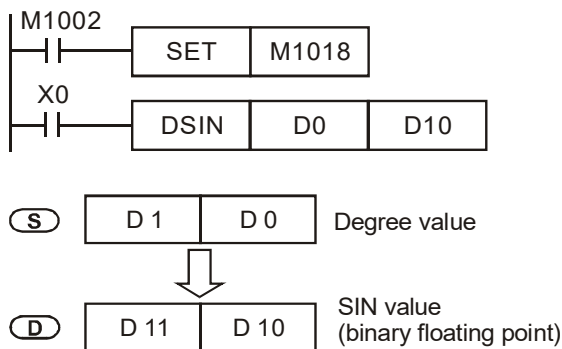 M1002
SET M1018
X0
DSIN D0 D10
S D 1 D 0 Degree value
D D 11 D 10 SIN value
(binary floating point)